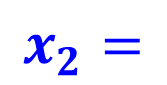 x₂ =